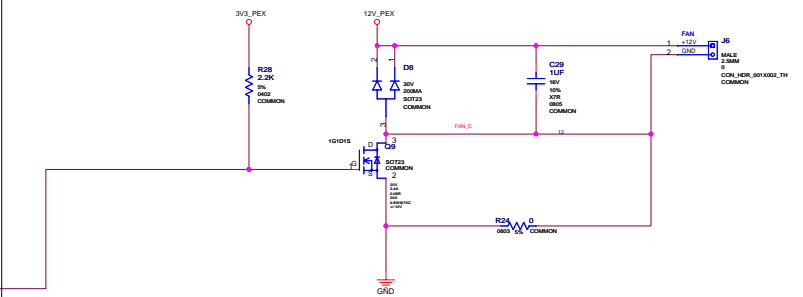 3V3_PEX
12V_PEX
FAN
1 +12V
2 GND
J6
MALE
2.5MM
0
CON_HDR_001X002_TH
COMMON
R28
2.2K
5%
0402
COMMON
2
1
D8
30V
200MA
SOT23
COMMON
3
C29
1UF
16V
10%
X7R
0805
COMMON
FAN_C
12
1G1D1S
D
3
Q9
SOT23
COMMON
1
G
S
2
20V
R24
0
0603
5%
COMMON
GND